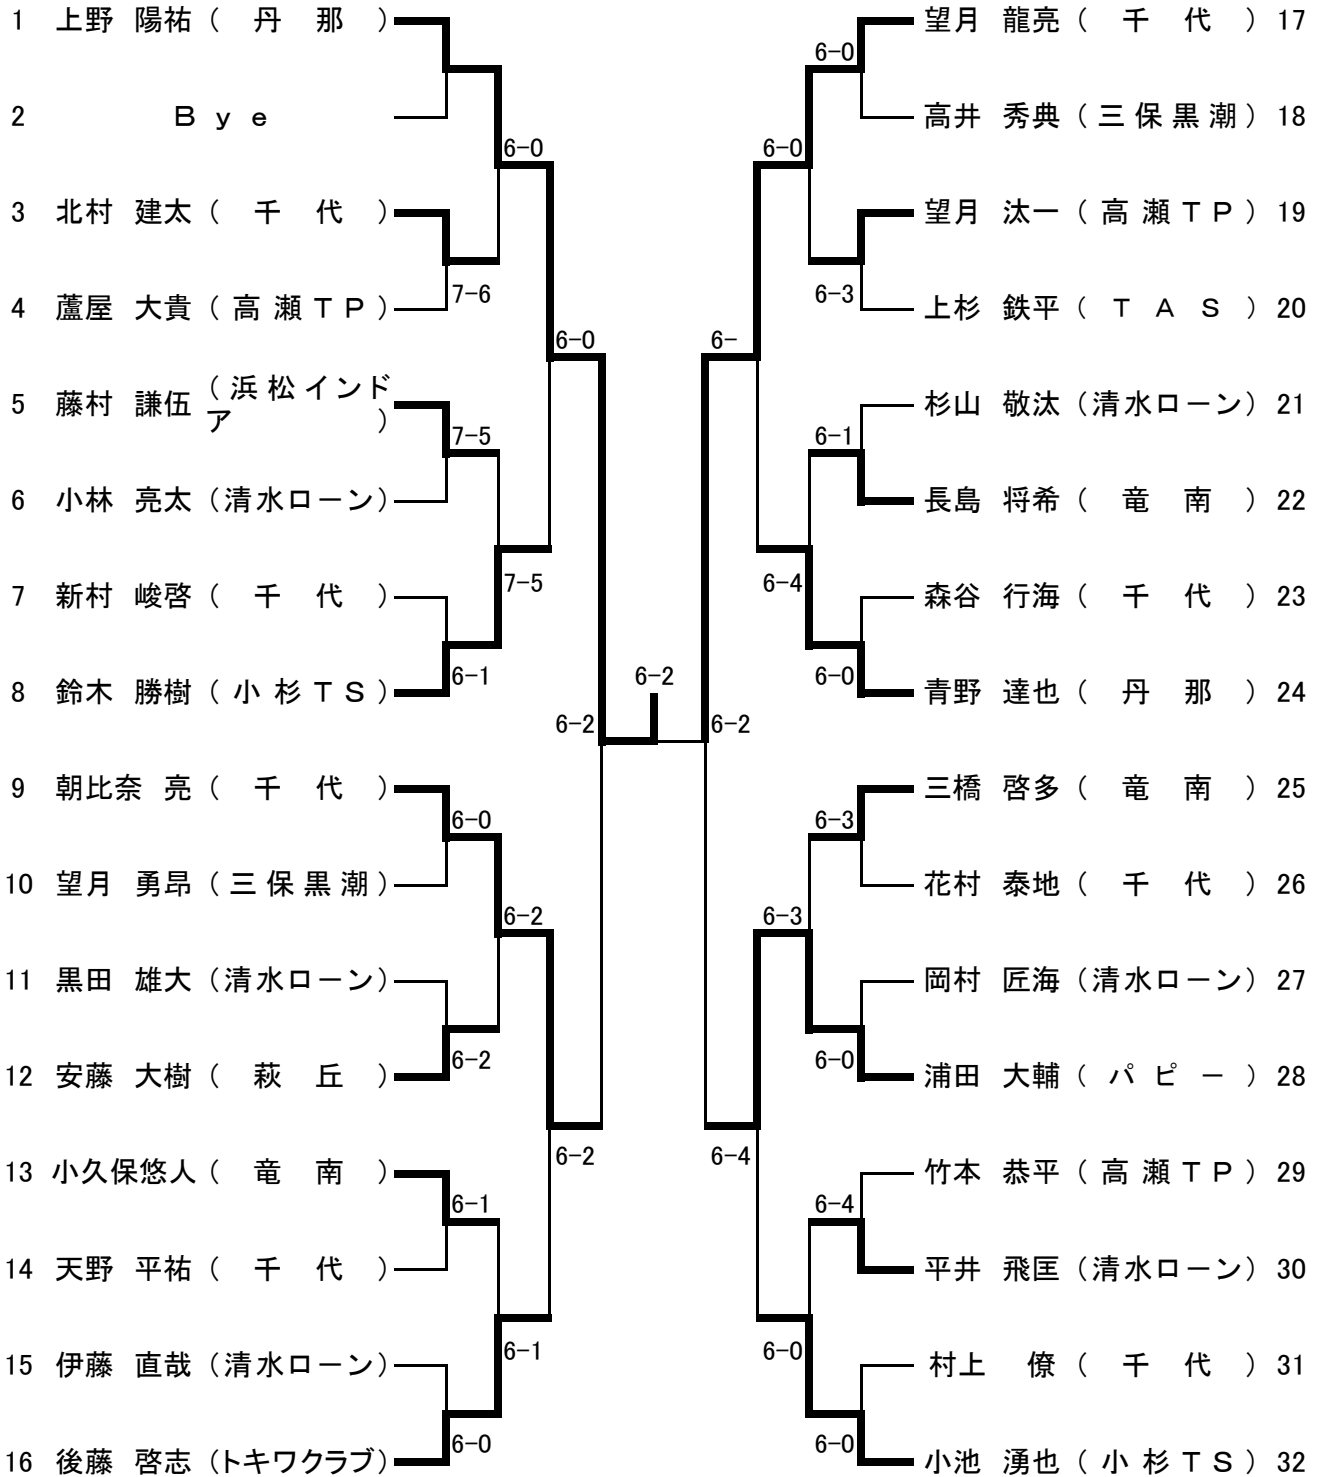 1 上野 陽祐 ( 丹 那 )
2 Ｂｙｅ
6-0
3 北村 建太 ( 千 代 )
7-6
4 蘆屋 大貴 ( 高 瀬 Ｔ Ｐ )
6-0
5 藤村 謙伍 ( 浜 松 インド
ア )
7-5
6 小林 亮太 (清水ローン)
7-5
7 新村 峻啓 ( 千 代 )
6-1
8 鈴木 勝樹 ( 小 杉 Ｔ Ｓ )
6-2
9 朝比奈 亮 ( 千 代 )
6-0
10 望月 勇昂 ( 三 保 黒 潮 )
6-2
11 黒田 雄大 (清水ローン)
6-2
12 安藤 大樹 ( 萩 丘 )
6-2
13 小久保悠人 ( 竜 南 )
6-1
14 天野 平祐 ( 千 代 )
6-1
15 伊藤 直哉 (清水ローン)
6-0
16 後藤 啓志 (トキワクラブ)
6-2
望月 龍亮 ( 千 代 ) 17
6-0
高井 秀典 ( 三 保 黒 潮 ) 18
6-0
望月 汰一 ( 高 瀬 Ｔ Ｐ ) 19
6-3
上杉 鉄平 ( Ｔ Ａ Ｓ ) 20
6-
杉山 敬汰 (清水ローン) 21
6-1
長島 将希 ( 竜 南 ) 22
6-4
森谷 行海 ( 千 代 ) 23
6-0
青野 達也 ( 丹 那 ) 24
6-2
三橋 啓多 ( 竜 南 ) 25
6-3
花村 泰地 ( 千 代 ) 26
6-3
岡村 匠海 (清水ローン) 27
6-0
浦田 大輔 ( パ ピ ー ) 28
6-4
竹本 恭平 ( 高 瀬 Ｔ Ｐ ) 29
6-4
平井 飛匡 (清水ローン) 30
6-0
村上 僚 ( 千 代 ) 31
6-0
小池 湧也 ( 小 杉 Ｔ Ｓ ) 32